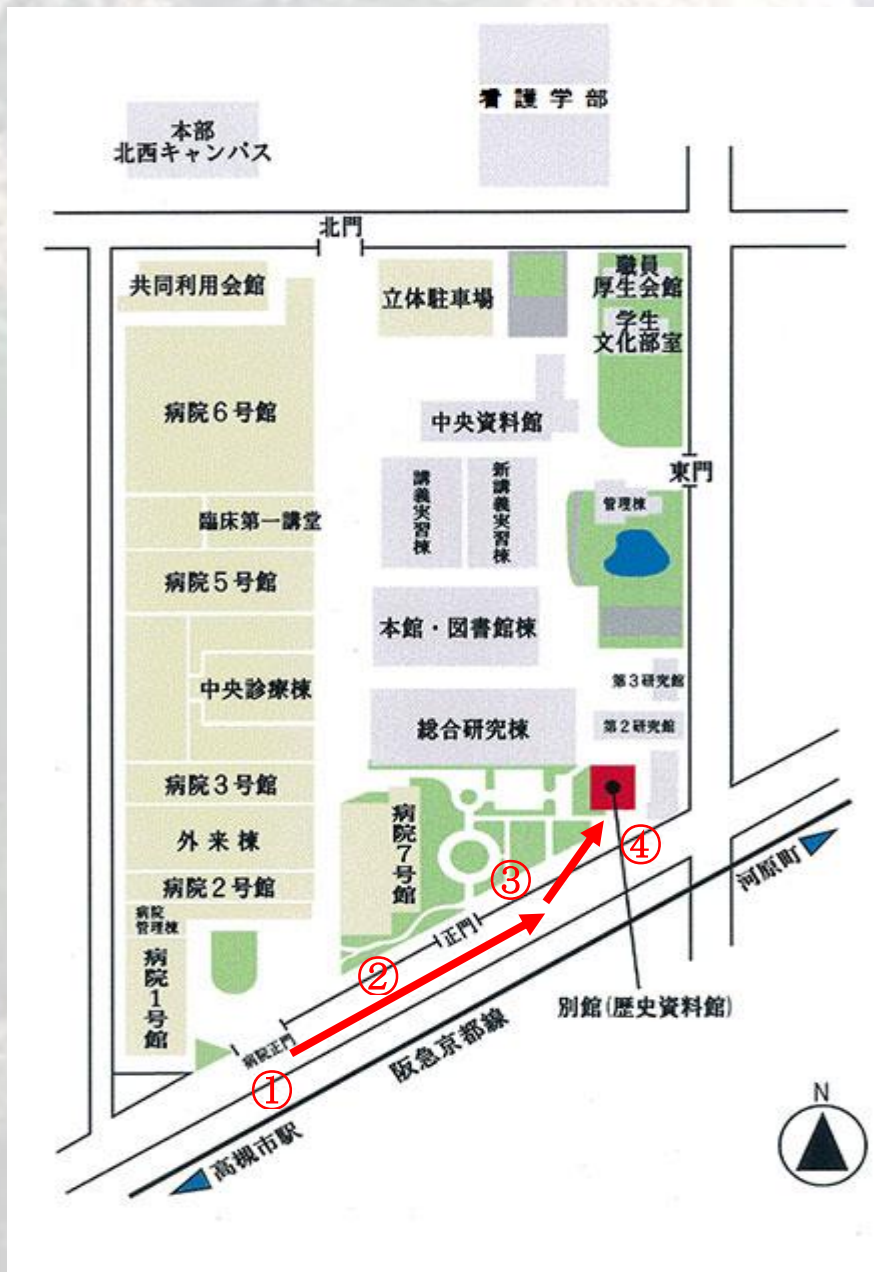 看護学部
本部
北西キャンパス
北門
共同利用会館
立体駐車場
職員
厚生会館
学生
文化部室
病院6号館
中央資料館
東門
講義実習棟
新講義実習棟
管理棟
臨床第一講堂
病院5号館
本館・図書館棟
中央診療棟
第3研究館
総合研究棟
第2研究館
病院3号館
病院7号館
外来棟
④
河原町
③
病院2号館
病院
管理棟
正門
②
病院1号館
別館(歴史資料館)
病院正門
阪急京都線
①
高槻市駅
N